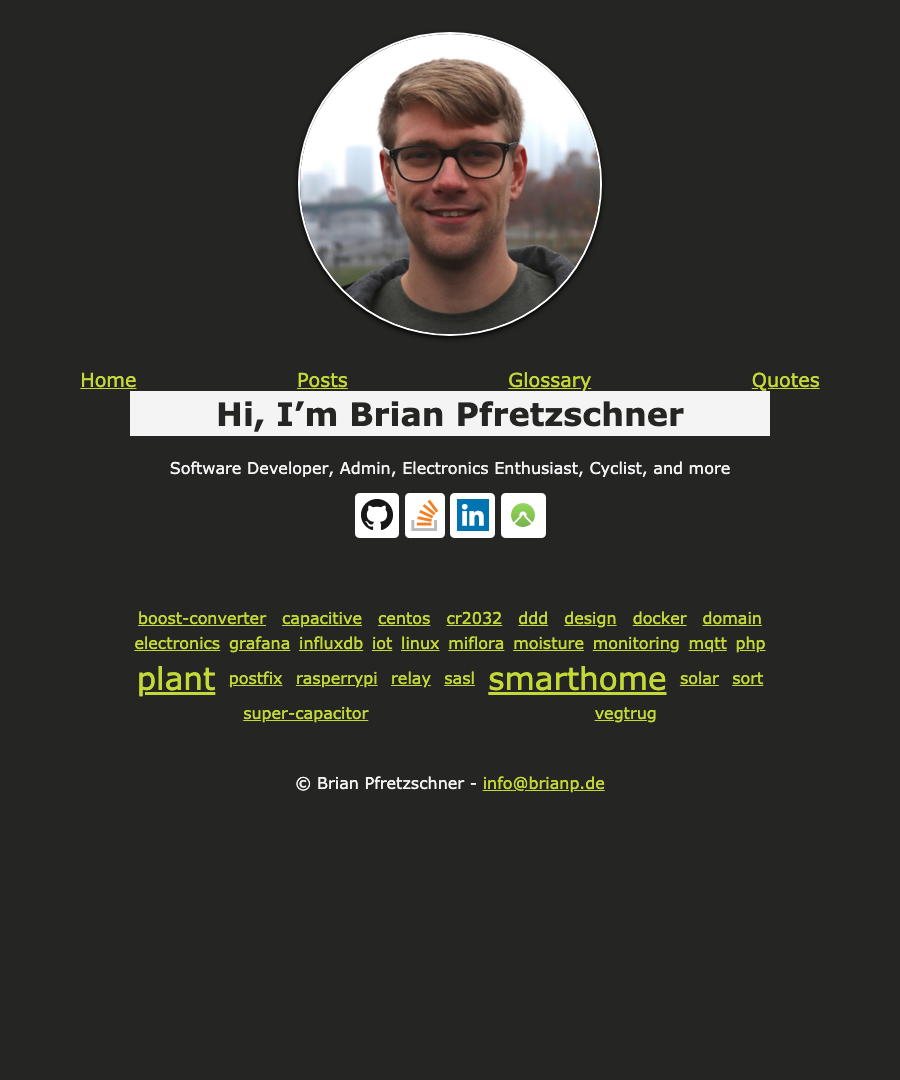 Home Posts Glossary Quotes
Hi, I’m Brian Pfretzschner
Software Developer, Admin, Electronics Enthusiast, Cyclist, and more
in
boost-converter capacitive centos cr2032 ddd design docker domain
electronics grafana influxdb iot linux miflora moisture monitoring mqtt php
plant postfix rasperrypi relay sasl smarthome solar sort
super-capacitor vegtrug
© Brian Pfretzschner - info@brianp.de